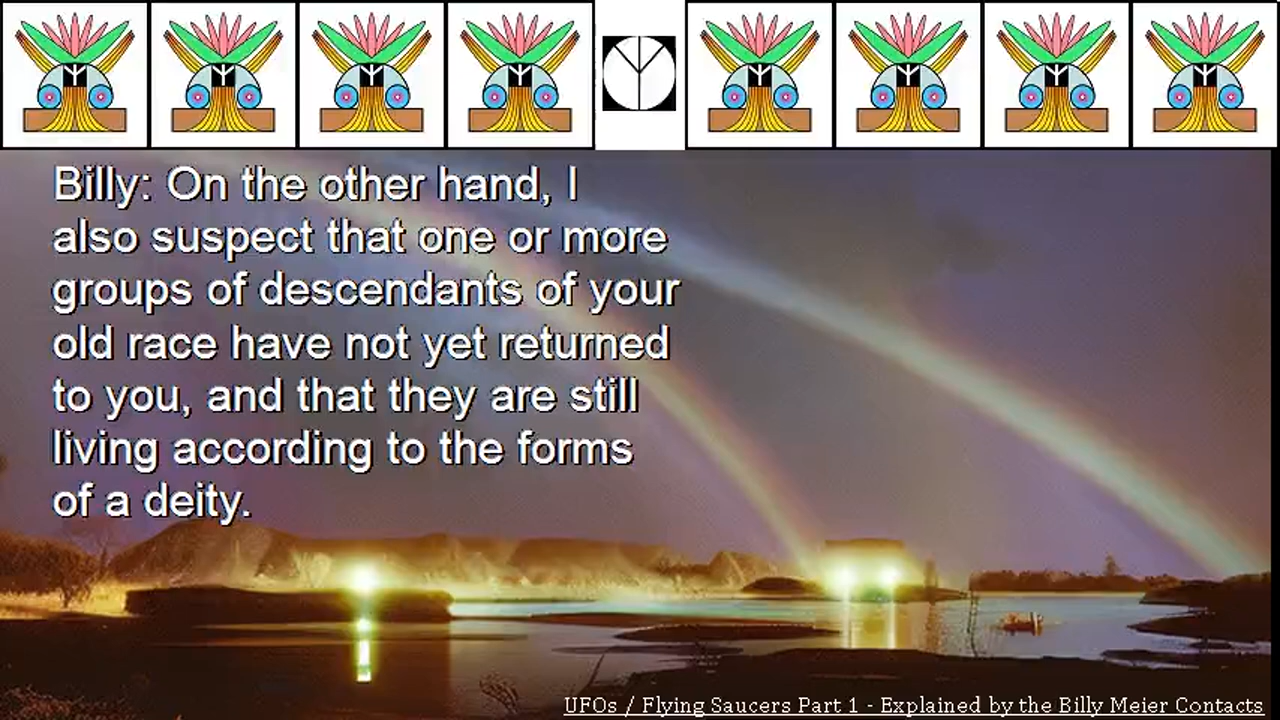 Billy: On the other hand, I
also suspect that one or more
groups of descendants of your
old race have not yet returned
to you, and that they are still
living according to the forms
of a deity.
UFOs / Flying Saucers Part 1 - Explained by the Billy Meier Contacts